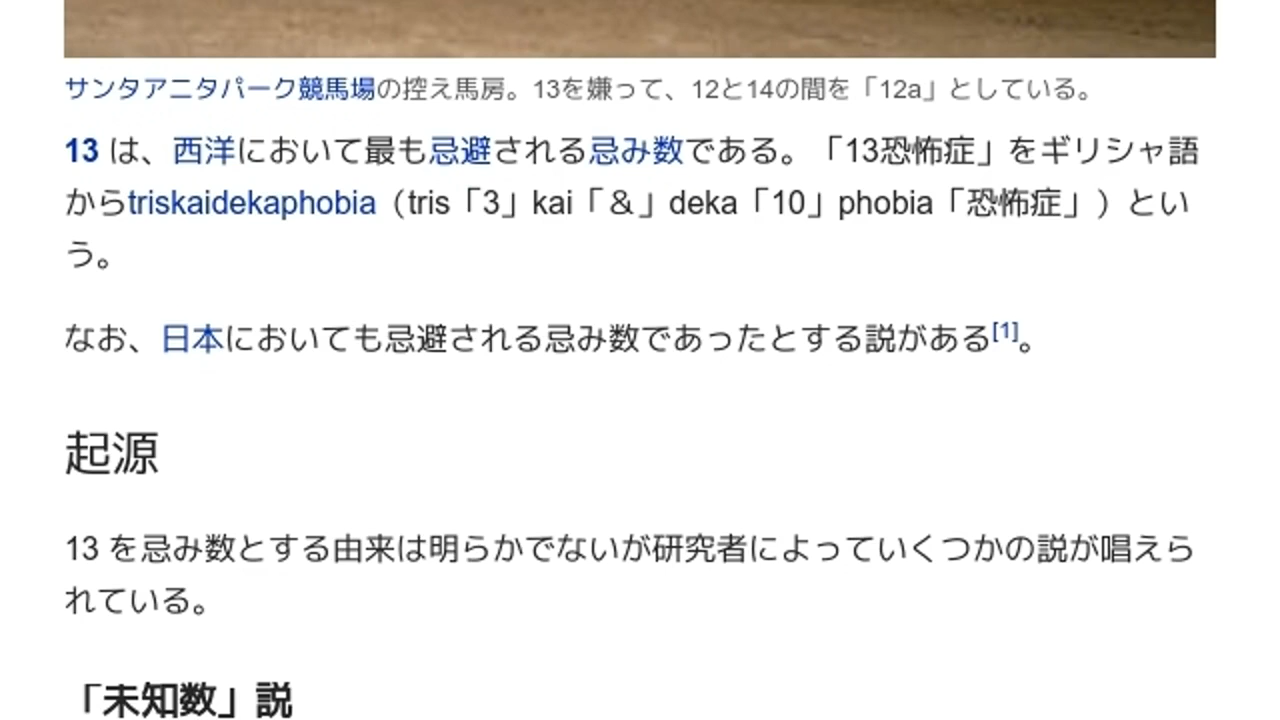 サンタアニタパーク競馬場の控え馬房。13を嫌って、12と14の間を「12a」としている。
13 は、西洋において最も忌避される忌み数である。「13恐怖症」をギリシャ語
からtriskaidekaphobia（tris「3」kai「＆」deka「10」phobia「恐怖症」）とい
う。
なお、日本においても忌避される忌み数であったとする説がある[1]。
起源
13 を忌み数とする由来は明らかでないが研究者によっていくつかの説が唱えら
れている。
「未知数」説